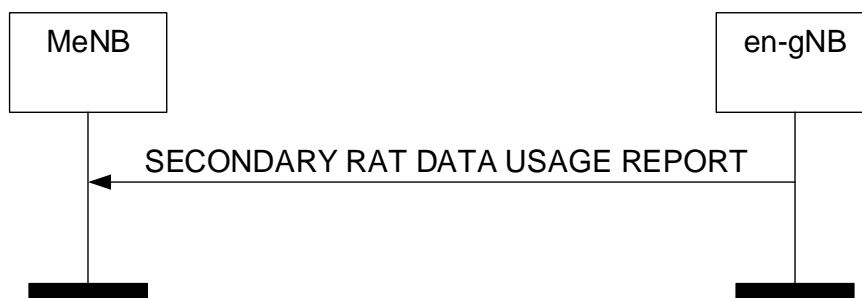 MeNB
en-gNB
SECONDARY RAT DATA USAGE REPORT